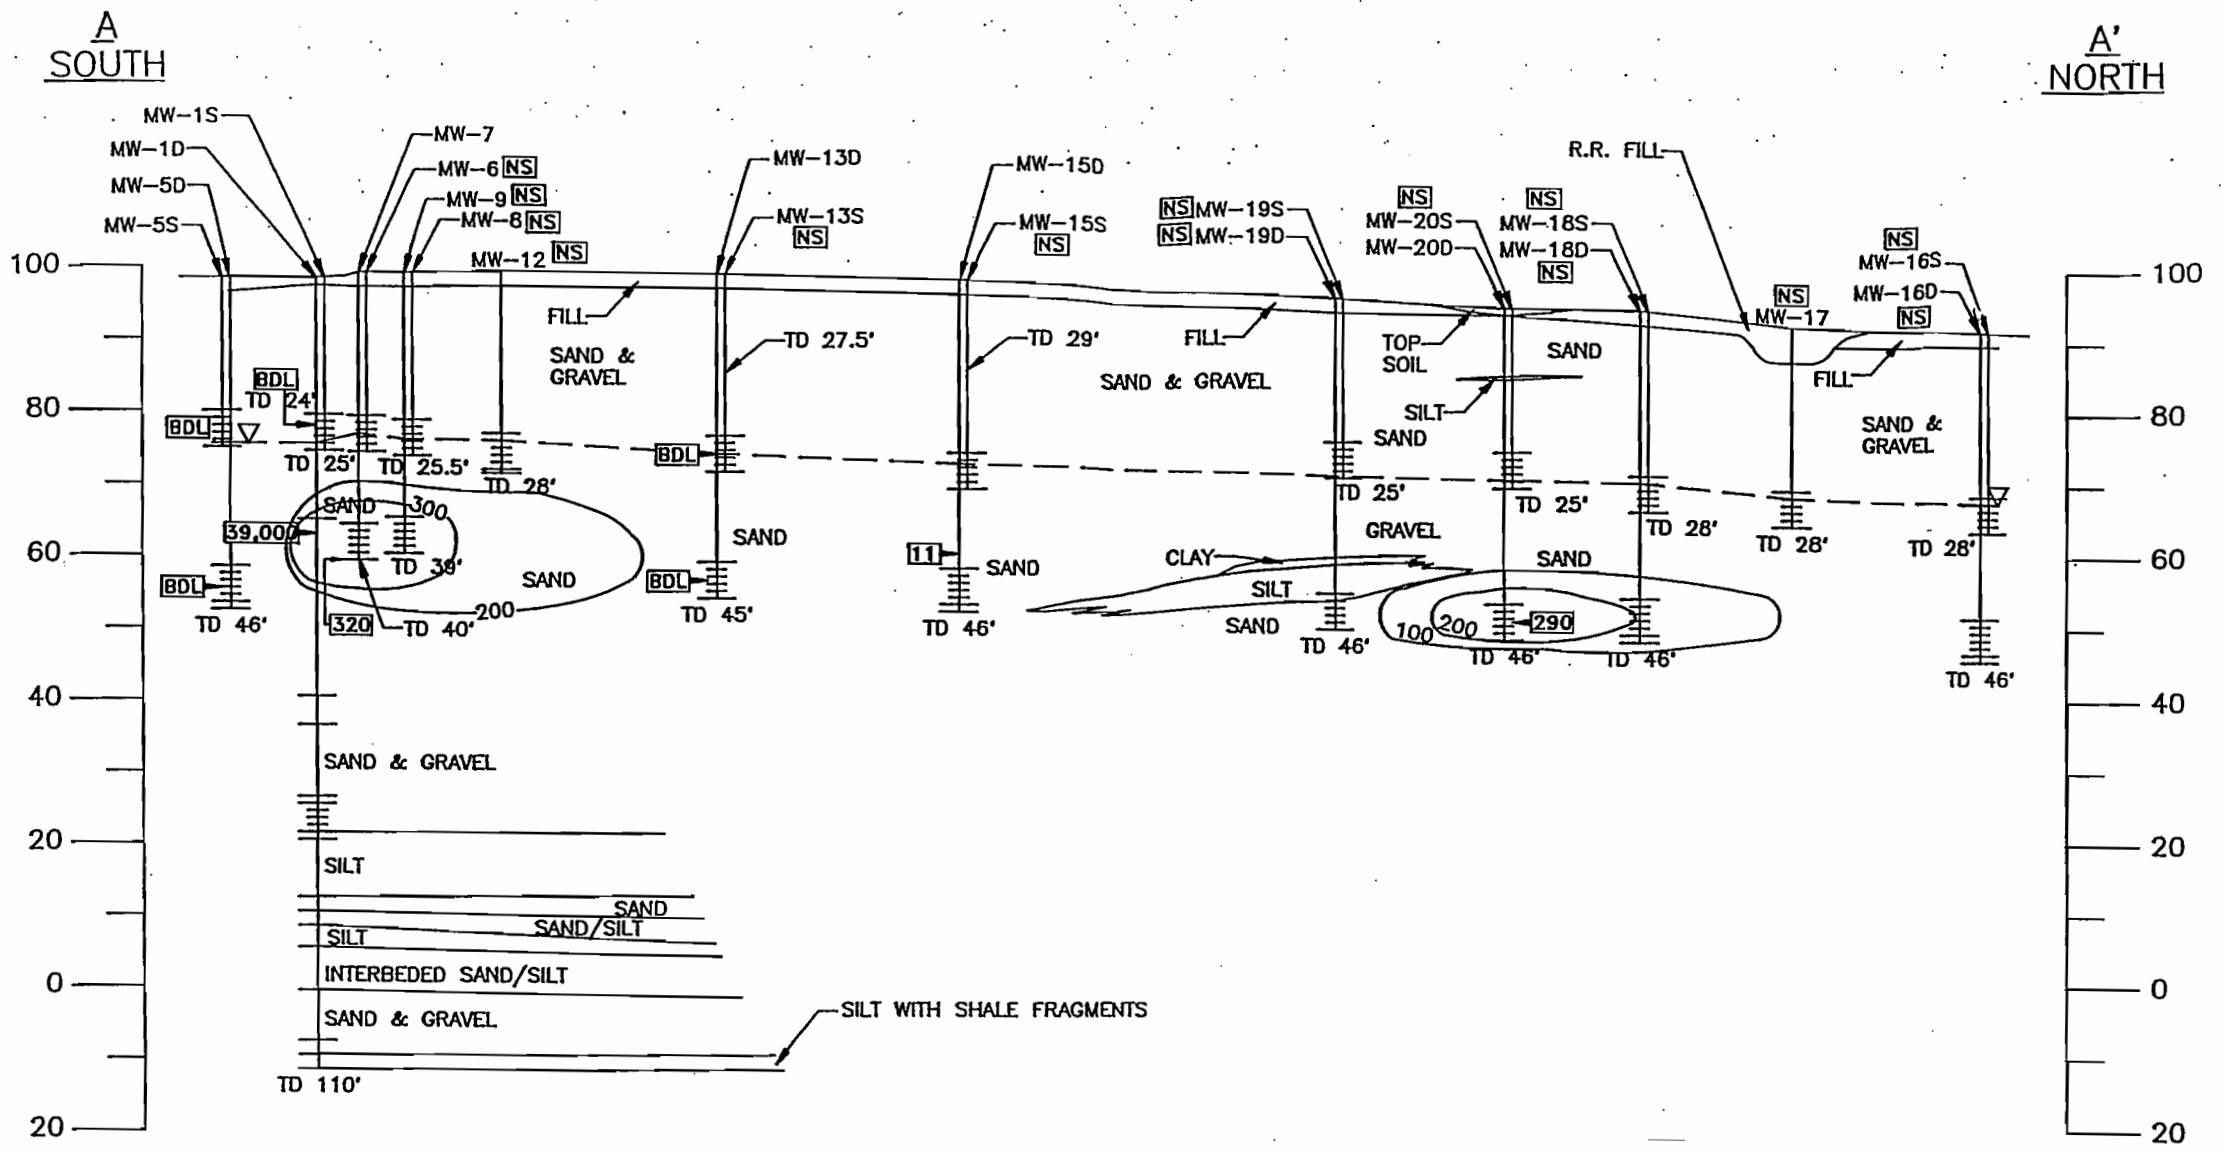 A
SOUTH
A'
NORTH
MW-1S
MW-1D
MW-5D
MW-5S
MW-7
MW-6 NS
MW-9 NS
MW-8 NS
MW-12 NS
MW-13D
MW-13S
NS
MW-15D
MW-15S
NS
NS MW-19S
NS MW-19D
NS
MW-20S
MW-20D
NS
MW-18S
MW-18D
NS
R.R. FILL
NS
MW-17
NS
MW-16S
MW-16D
NS
100
80
60
40
20
0
20
100
80
60
40
20
0
20
FILL
SAND &
GRAVEL
TD 27.5'
TD 29'
SAND & GRAVEL
FILL
TOP
SOIL
SAND
SILT
SAND
FILL
SAND &
GRAVEL
BDL
TD 24'
BDL
TD 25'
TD 25.5'
TD 28'
BDL
TD 25'
TD 25'
TD 28'
TD 28'
TD 28'
SAND
300
39,000
TD 39'
SAND
200
320
TD 40'
BDL
TD 46'
SAND
BDL
TD 45'
11
SAND
TD 46'
GRAVEL
CLAY
SILT
SAND
SAND
TD 46'
100
200
290
TD 46'
TD 46'
TD 46'
SAND & GRAVEL
SILT
SAND
SAND/SILT
SILT
INTERBEDED SAND/SILT
SAND & GRAVEL
SILT WITH SHALE FRAGMENTS
TD 110'